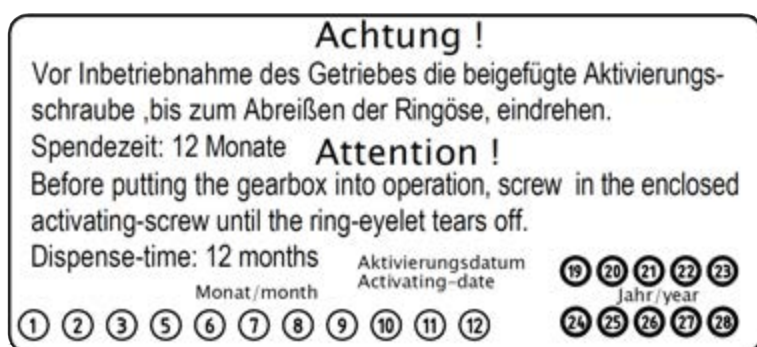 Achtung !
Vor Inbetriebnahme des Getriebes die beigefügte Aktivierungs-
schraube ,bis zum Abreißen der Ringöse, eindrehen.
Spendezeit: 12 Monate
Attention !
Before putting the gearbox into operation, screw in the enclosed
activating-screw until the ring-eyelet tears off.
Dispense-time: 12 months
Aktivierungsdatum
Activating-date
Monat/month
1 2 3 5 6 7 8 9 10 11 12
19 20 21 22 23
Jahr/year
24 25 26 27 28